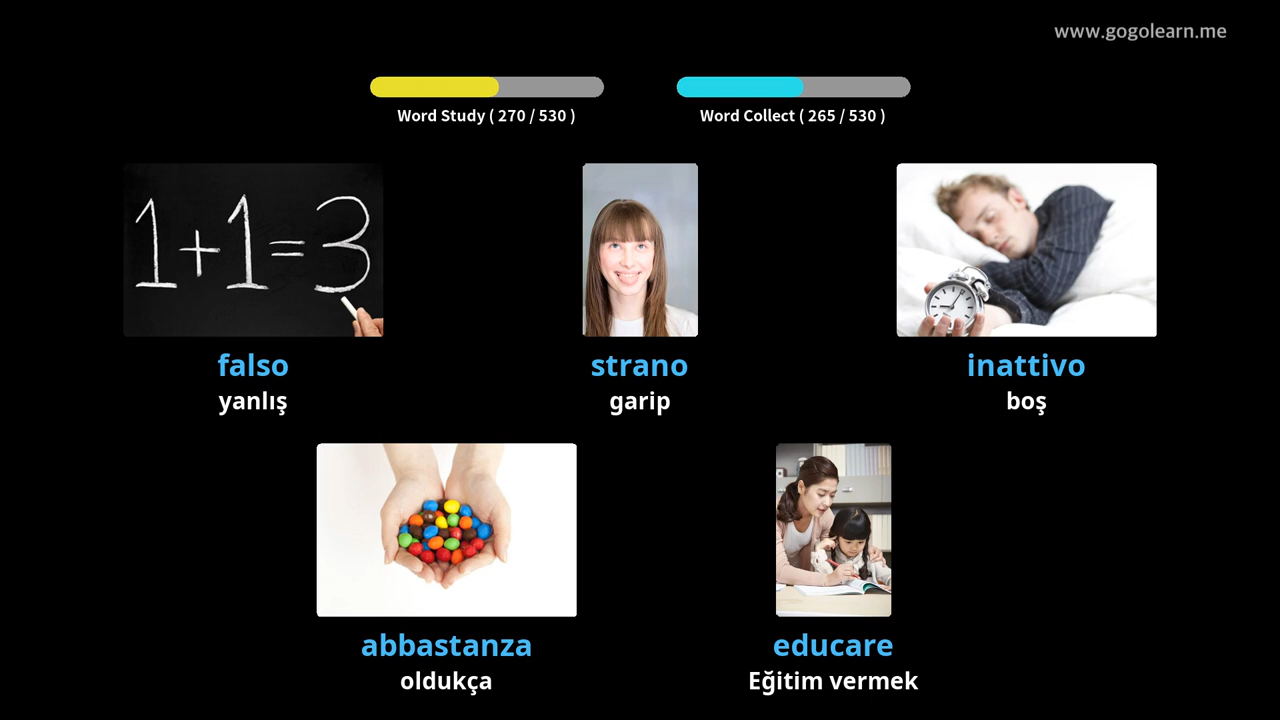 www.gogolearn.me
Word Study ( 270 / 530 )
Word Collect ( 265 / 530 )
1+1=3
falso
yanlış
strano
garip
inattivo
boş
abbastanza
oldukça
educare
Eğitim vermek